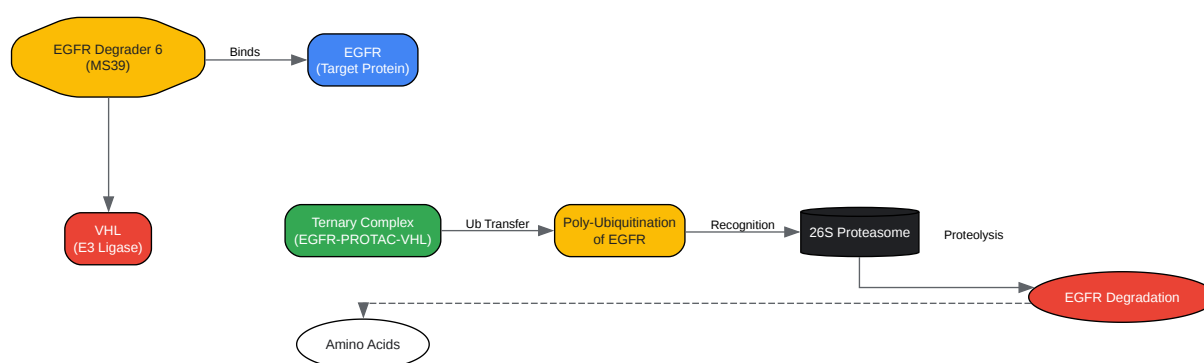 EGFR Degrader 6
(MS39)
Binds
EGFR
(Target Protein)
VHL
(E3 Ligase)
Ternary Complex
(EGFR-PROTAC-VHL)
Ub Transfer
Poly-Ubiquitination
of EGFR
Recognition
26S Proteasome
Proteolysis
EGFR Degradation
Amino Acids